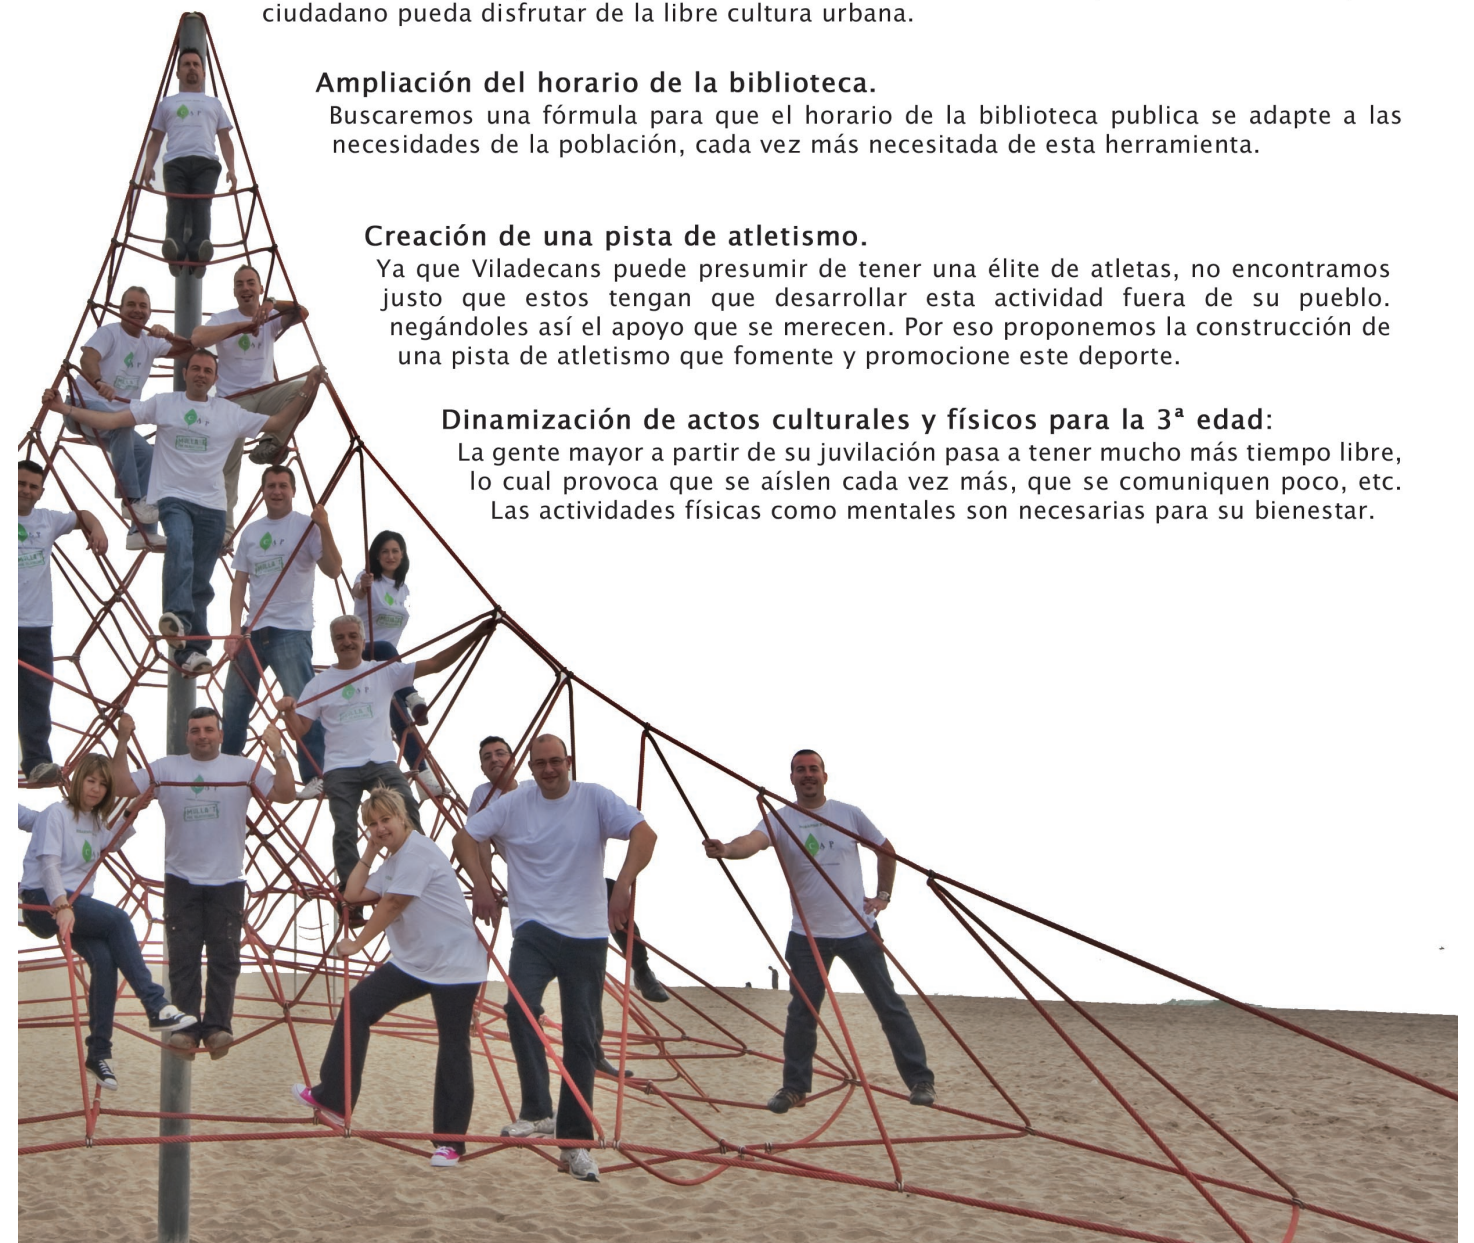 ciudadano pueda disfrutar de la libre cultura urbana.
Ampliación del horario de la biblioteca.
Buscaremos una fórmula para que el horario de la biblioteca publica se adapte a las
necesidades de la población, cada vez más necesitada de esta herramienta.
Creación de una pista de atletismo.
Ya que Viladecans puede presumir de tener una élite de atletas, no encontramos
justo que estos tengan que desarrollar esta actividad fuera de su pueblo.
negándoles así el apoyo que se merecen. Por eso proponemos la construcción de
una pista de atletismo que fomente y promocione este deporte.
Dinamización de actos culturales y físicos para la 3ª edad:
La gente mayor a partir de su juvilación pasa a tener mucho más tiempo libre,
lo cual provoca que se aíslen cada vez más, que se comuniquen poco, etc.
Las actividades físicas como mentales son necesarias para su bienestar.